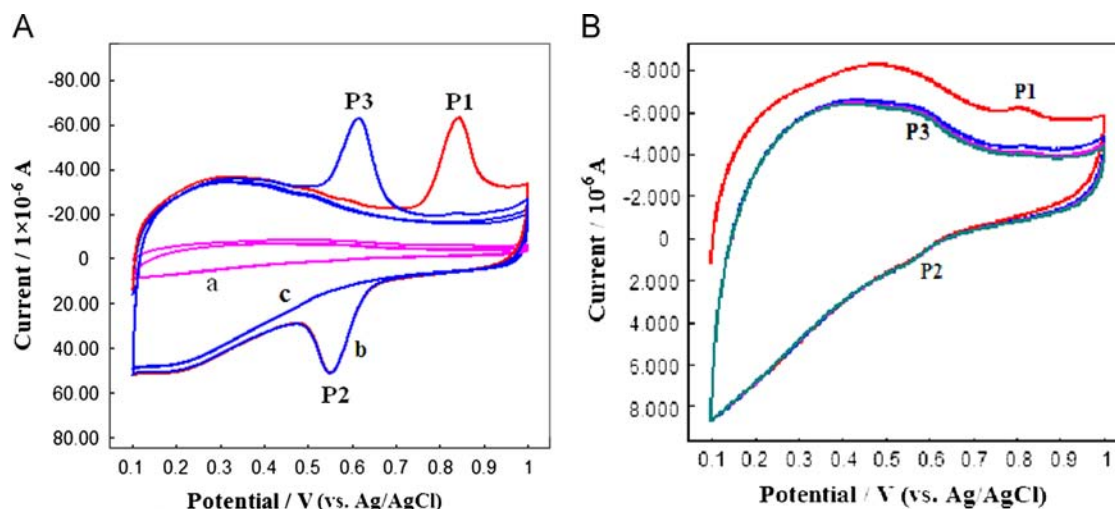 A
-80.00
-60.00
-40.00
-20.00
0
20.00
40.00
60.00
80.00
Current / 1×10⁻⁶ A
P3
P1
a
c
b
P2
0.1 0.2 0.3 0.4 0.5 0.6 0.7 0.8 0.9 1
Potential / V (vs. Ag/AgCl)
B
-8.000
-6.000
-4.000
-2.000
0
2.000
4.000
6.000
8.000
Current / 10⁶ A
P1
P3
P2
0.1 0.2 0.3 0.4 0.5 0.6 0.7 0.8 0.9 1
Potential / V (vs. Ag/AgCl)